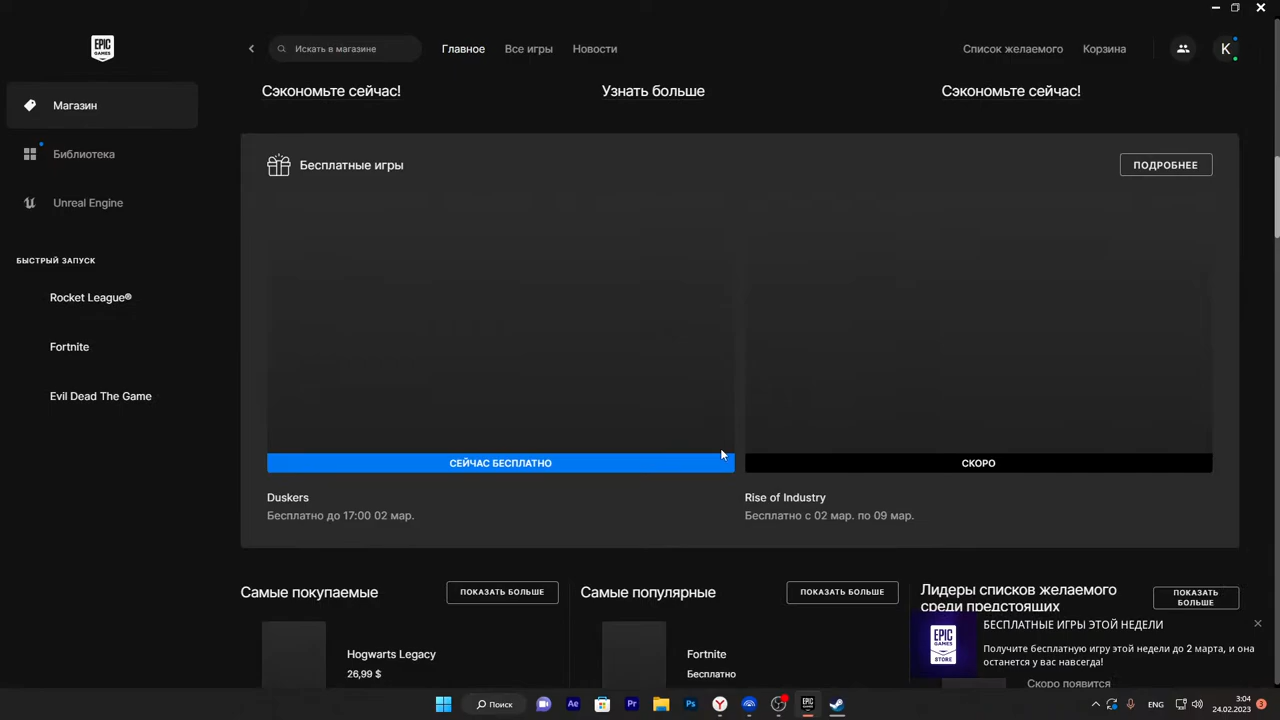 EPIC
GAMES
Искать в магазине
Главное
Все игры
Новости
Список желаемого
Корзина
K
Магазин
Библиотека
Unreal Engine
БЫСТРЫЙ ЗАПУСК
Rocket League®
Fortnite
Evil Dead The Game
Сэкономьте сейчас!
Узнать больше
Сэкономьте сейчас!
Бесплатные игры
ПОДРОБНЕЕ
СЕЙЧАС БЕСПЛАТНО
СКОРО
Duskers
Бесплатно до 17:00 02 мар.
Rise of Industry
Бесплатно с 02 мар. по 09 мар.
Самые покупаемые
ПОКАЗАТЬ БОЛЬШЕ
Hogwarts Legacy
26,99 $
Самые популярные
ПОКАЗАТЬ БОЛЬШЕ
Fortnite
Бесплатно
Лидеры списков желаемого
среди предстоящих
ПОКАЗАТЬ
БОЛЬШЕ
Скоро появится
EPIC
GAMES
STORE
БЕСПЛАТНЫЕ ИГРЫ ЭТОЙ НЕДЕЛИ
Получите бесплатную игру этой недели до 2 марта, и она
останется у вас навсегда!
Поиск
Ae
Pr
Ps
ENG
3:04
24.02.2023
3